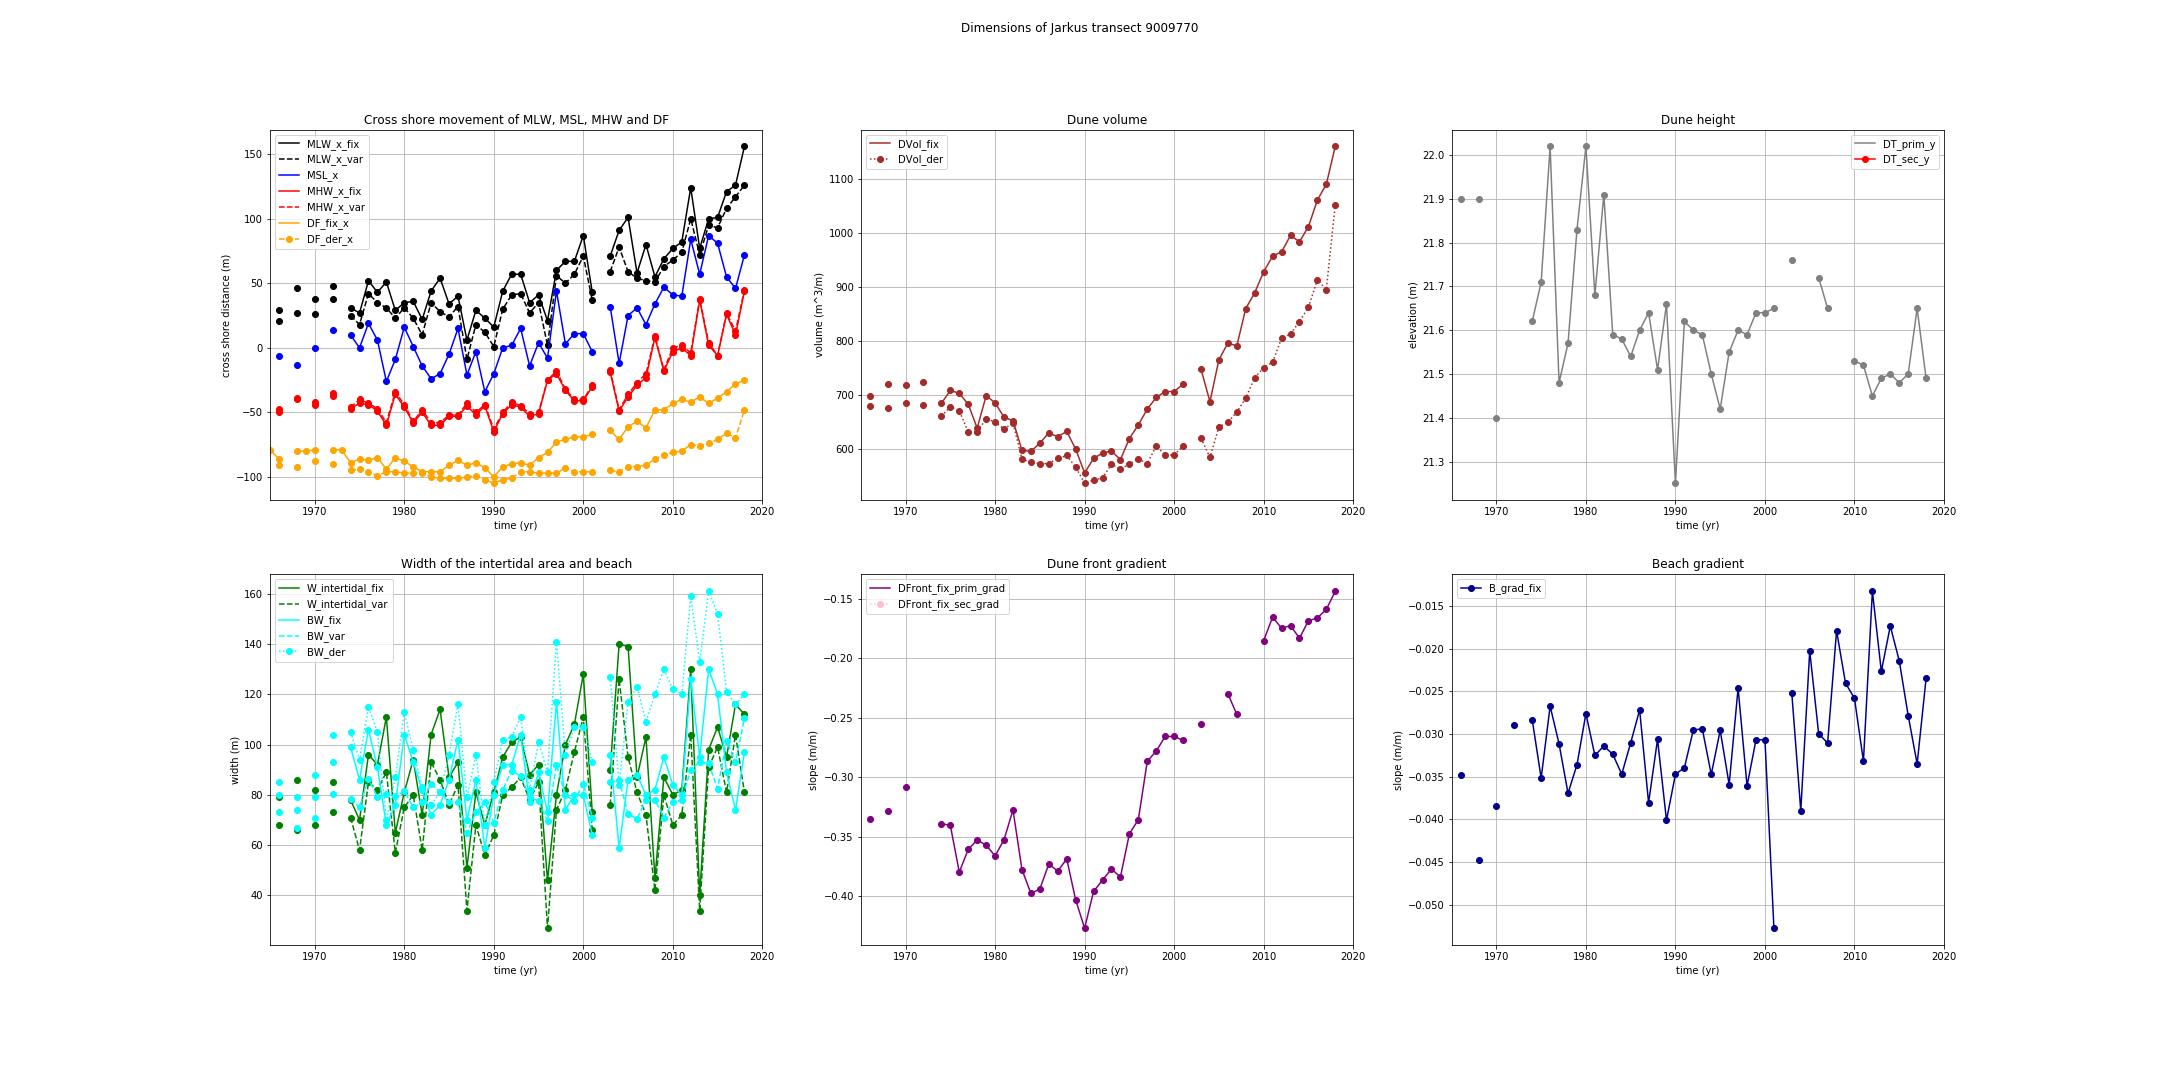 Dimensions of Jarkus transect 9009770
Cross shore movement of MLW, MSL, MHW and DF
MLW_x_fix
MLW_x_var
MSL_x
MHW_x_fix
MHW_x_var
DF_fix_x
DF_der_x
cross shore distance (m)
150
100
50
0
−50
−100
1970
1980
1990
2000
2010
2020
time (yr)
Dune volume
DVol_fix
DVol_der
volume (m^3/m)
1100
1000
900
800
700
600
1970
1980
1990
2000
2010
2020
time (yr)
Dune height
DT_prim_y
DT_sec_y
elevation (m)
22.0
21.9
21.8
21.7
21.6
21.5
21.4
21.3
1970
1980
1990
2000
2010
2020
time (yr)
Width of the intertidal area and beach
W_intertidal_fix
W_intertidal_var
BW_fix
BW_var
BW_der
width (m)
160
140
120
100
80
60
40
1970
1980
1990
2000
2010
2020
time (yr)
Dune front gradient
DFront_fix_prim_grad
DFront_fix_sec_grad
slope (m/m)
−0.15
−0.20
−0.25
−0.30
−0.35
−0.40
1970
1980
1990
2000
2010
2020
time (yr)
Beach gradient
B_grad_fix
slope (m/m)
−0.015
−0.020
−0.025
−0.030
−0.035
−0.040
−0.045
−0.050
1970
1980
1990
2000
2010
2020
time (yr)